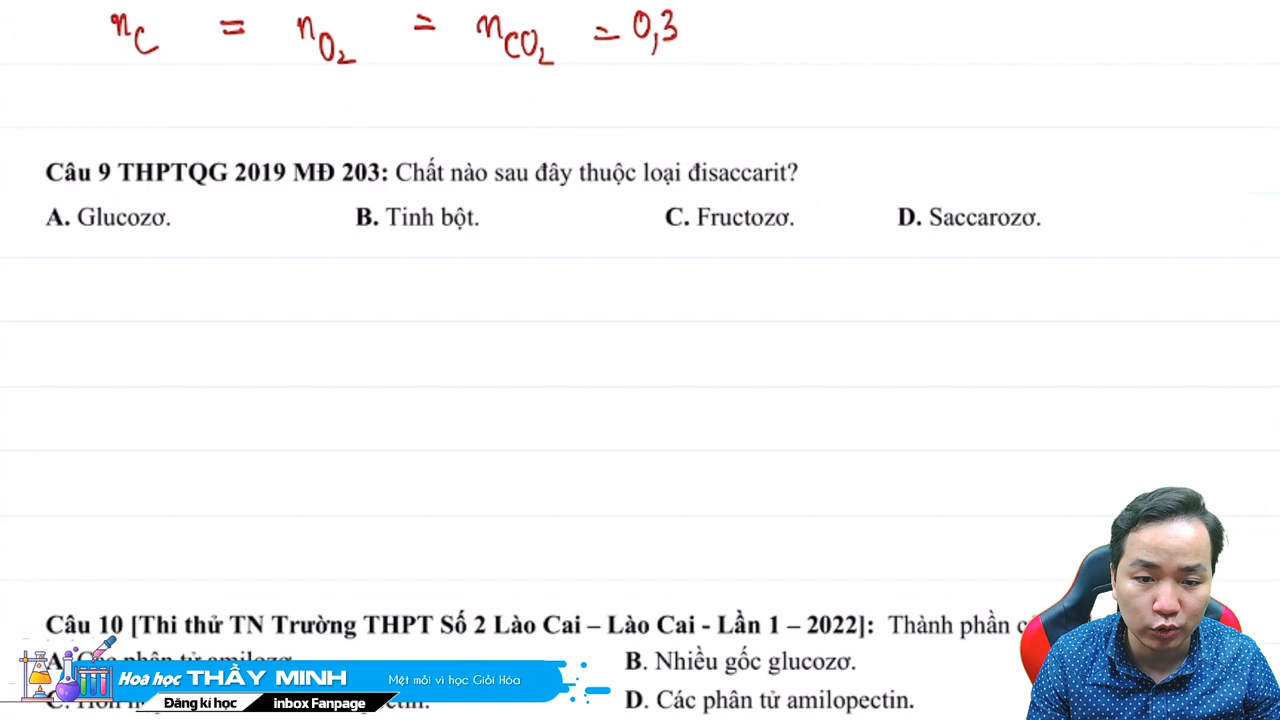 n_C = n_O₂ = n_CO₂ = 0,3
Câu 9 THPTQG 2019 MĐ 203: Chất nào sau đây thuộc loại đisaccarit?
A. Glucozơ. B. Tinh bột. C. Fructozơ. D. Saccarozơ.
Câu 10 [Thi thử TN Trường THPT Số 2 Lào Cai – Lào Cai - Lần 1 – 2022]: Thành phần
B. Nhiều gốc glucozơ.
D. Các phân tử amilopectin.
Hoá học THẦY MINH
Mệt mỏi vì học Giỏi Hóa
Đăng kí học inbox Fanpage